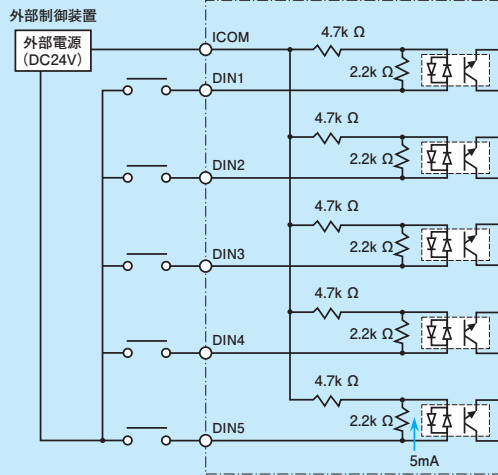 外部制御装置
外部電源
（DC24V）
ICOM
4.7k Ω
2.2k Ω
DIN1
4.7k Ω
2.2k Ω
DIN2
4.7k Ω
2.2k Ω
DIN3
4.7k Ω
2.2k Ω
DIN4
4.7k Ω
2.2k Ω
DIN5
5mA